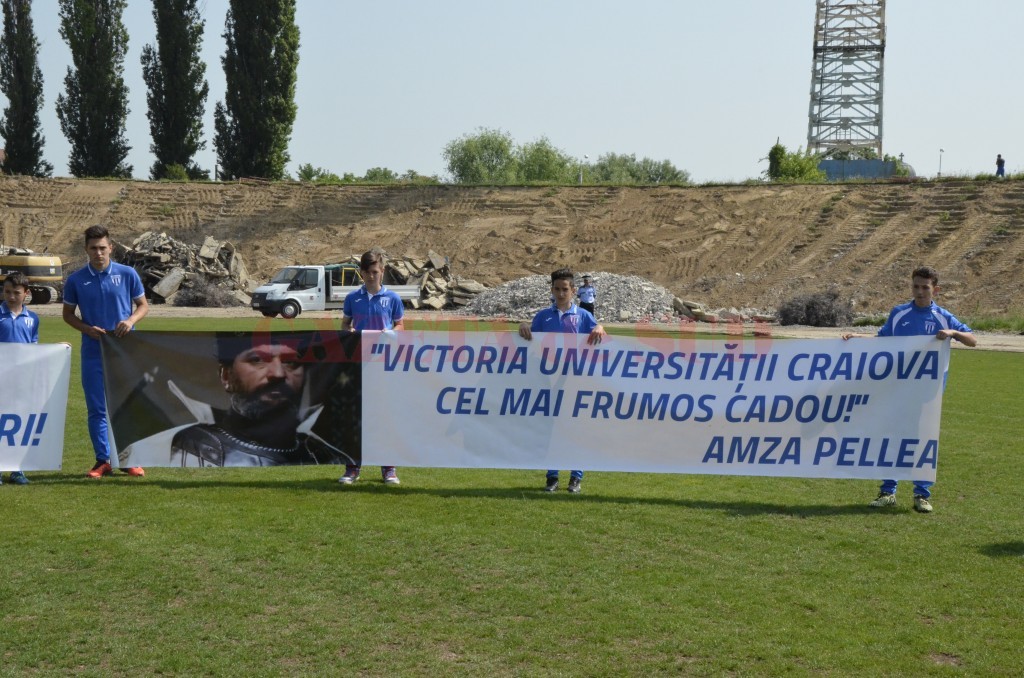 RI!
"VICTORIA UNIVERSITĂȚII CRAIOVA
CEL MAI FRUMOS CADOU!"
AMZA PELLEA